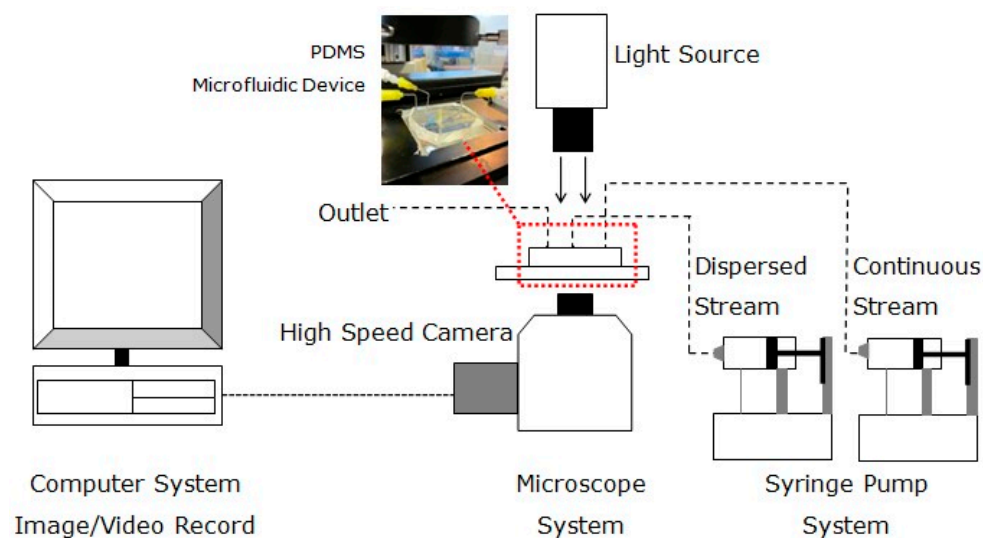 PDMS
Microfluidic Device
Light Source
Outlet
Dispersed
Stream
Continuous
Stream
High Speed Camera
Computer System
Image/Video Record
Microscope
System
Syringe Pump
System